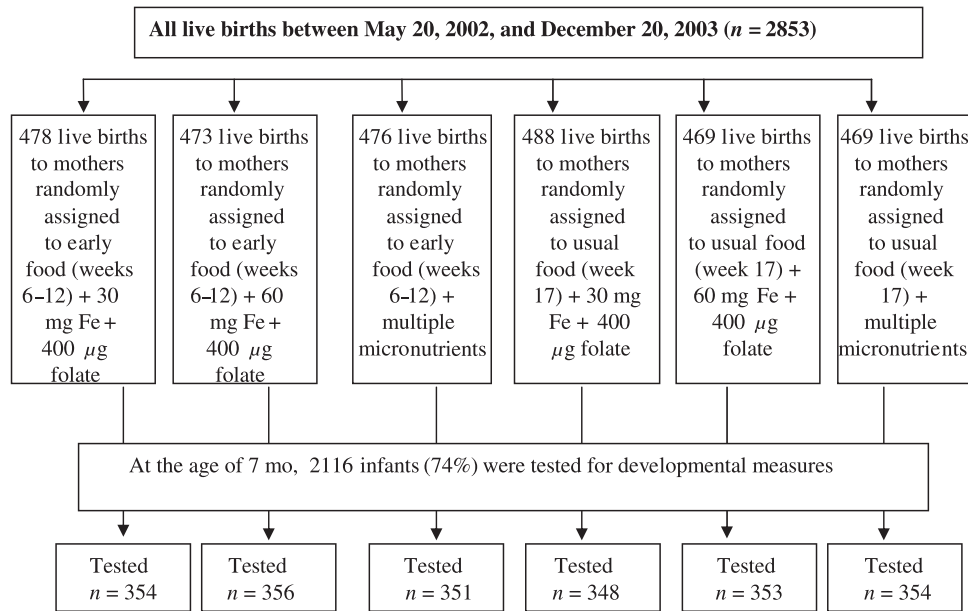 All live births between May 20, 2002, and December 20, 2003 (n = 2853)
478 live births
to mothers
randomly
assigned
to early
food (weeks
6–12) + 30
mg Fe +
400 µg
folate
473 live births
to mothers
randomly
assigned
to early
food (weeks
6–12) + 60
mg Fe +
400 µg
folate
476 live births
to mothers
randomly
assigned
to early
food (weeks
6–12) +
multiple
micronutrients
488 live births
to mothers
randomly
assigned
to usual
food (week
17) + 30 mg
Fe + 400
µg folate
469 live births
to mothers
randomly
assigned
to usual food
(week 17) +
60 mg Fe +
400 µg
folate
469 live births
to mothers
randomly
assigned
to usual
food (week
17) +
multiple
micronutrients
At the age of 7 mo, 2116 infants (74%) were tested for developmental measures
Tested
n = 354
Tested
n = 356
Tested
n = 351
Tested
n = 348
Tested
n = 353
Tested
n = 354